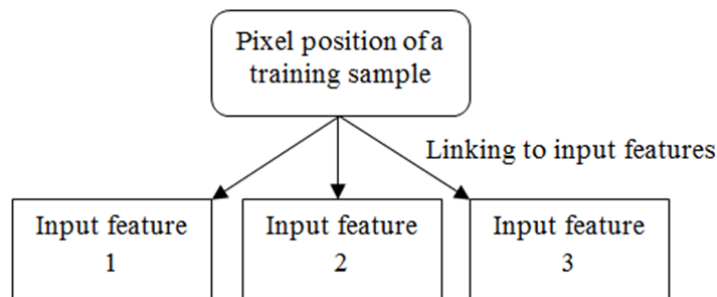 Pixel position of a
training sample
Linking to input features
Input feature
1
Input feature
2
Input feature
3